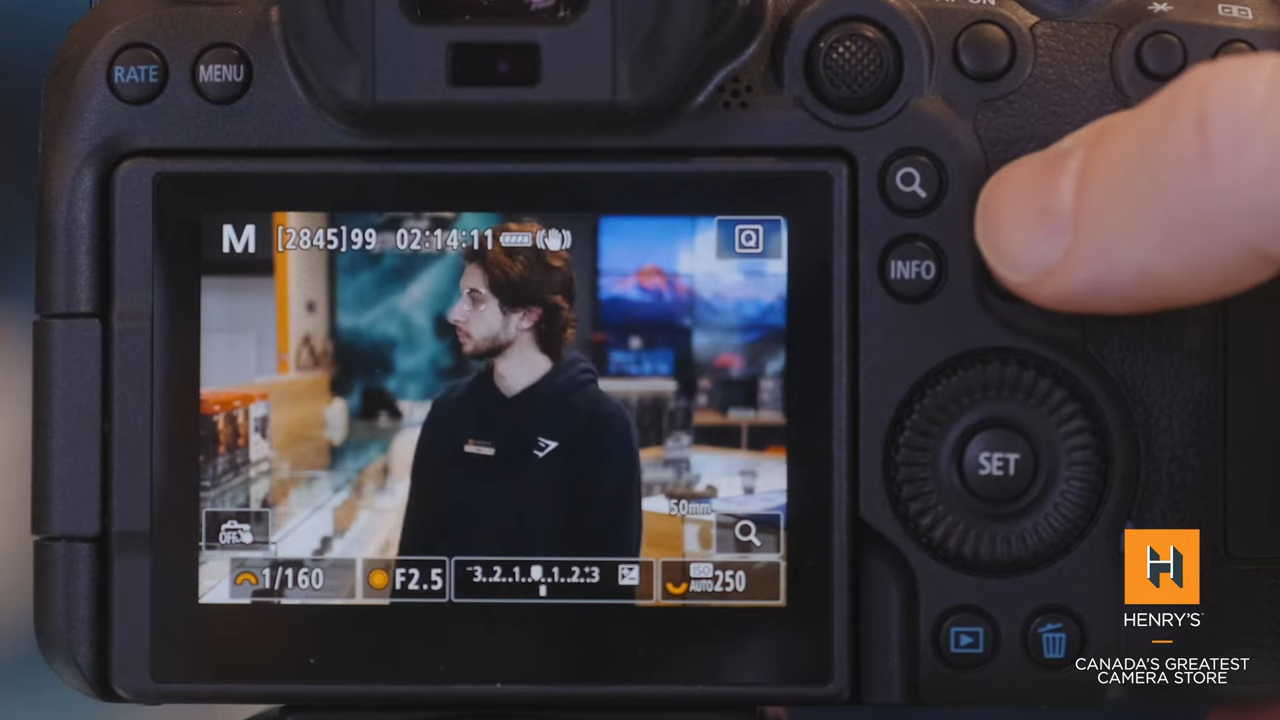 RATE
MENU
M [2845]99 02:14:11
Q
INFO
50mm
OFF
1/160
F2.5
-3..2..1..0..1..2..+3
ISO
AUTO 250
SET
H
HENRY'S
CANADA'S GREATEST
CAMERA STORE